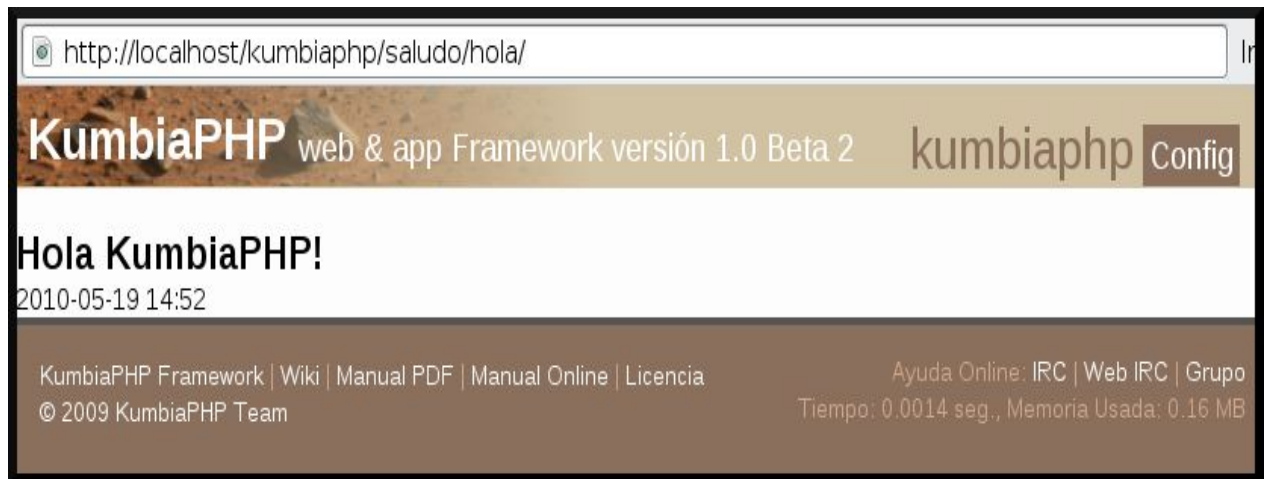 http://localhost/kumbiaphp/saludo/hola/
KumbiaPHP web & app Framework versión 1.0 Beta 2 kumbiaphp Config
Hola KumbiaPHP!
2010-05-19 14:52
KumbiaPHP Framework | Wiki | Manual PDF | Manual Online | Licencia
© 2009 KumbiaPHP Team
Ayuda Online: IRC | Web IRC | Grupo
Tiempo: 0.0014 seg., Memoria Usada: 0.16 MB